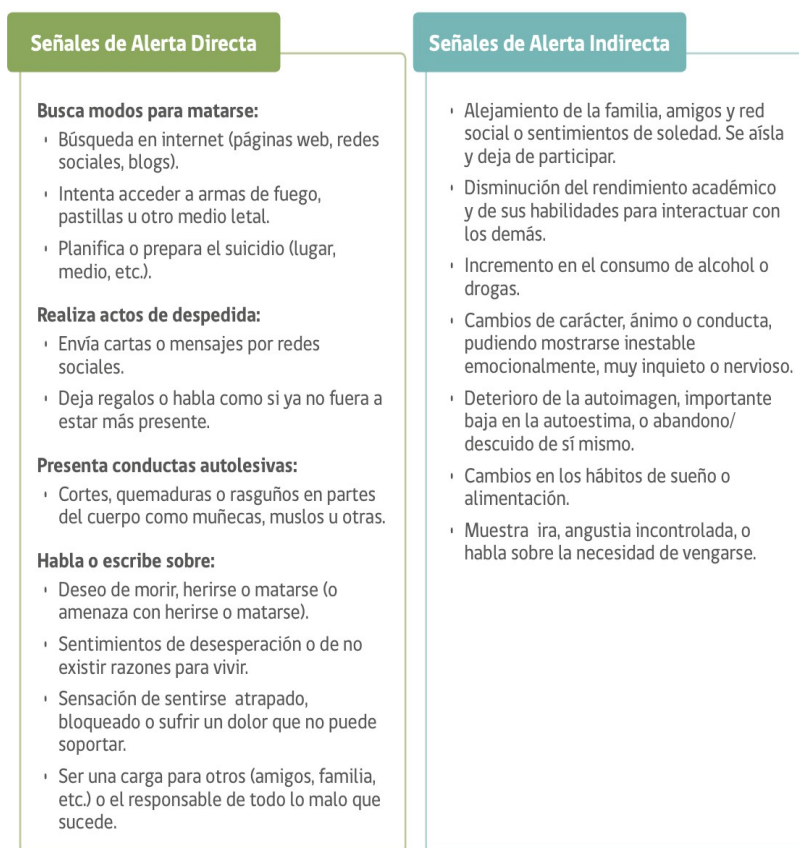 Señales de Alerta Directa
Busca modos para matarse:
Búsqueda en internet (páginas web, redes
sociales, blogs).
Intenta acceder a armas de fuego,
pastillas u otro medio letal.
Planifica o prepara el suicidio (lugar,
medio, etc.).
Realiza actos de despedida:
Envía cartas o mensajes por redes
sociales.
Deja regalos o habla como si ya no fuera a
estar más presente.
Presenta conductas autolesivas:
Cortes, quemaduras o rasguños en partes
del cuerpo como muñecas, muslos u otras.
Habla o escribe sobre:
Deseo de morir, herirse o matarse (o
amenaza con herirse o matarse).
Sentimientos de desesperación o de no
existir razones para vivir.
Sensación de sentirse atrapado,
bloqueado o sufrir un dolor que no puede
soportar.
Ser una carga para otros (amigos, familia,
etc.) o el responsable de todo lo malo que
sucede.
Señales de Alerta Indirecta
Alejamiento de la familia, amigos y red
social o sentimientos de soledad. Se aísla
y deja de participar.
Disminución del rendimiento académico
y de sus habilidades para interactuar con
los demás.
Incremento en el consumo de alcohol o
drogas.
Cambios de carácter, ánimo o conducta,
pudiendo mostrarse inestable
emocionalmente, muy inquieto o nervioso.
Deterioro de la autoimagen, importante
baja en la autoestima, o abandono/
descuido de sí mismo.
Cambios en los hábitos de sueño o
alimentación.
Muestra ira, angustia incontrolada, o
habla sobre la necesidad de vengarse.